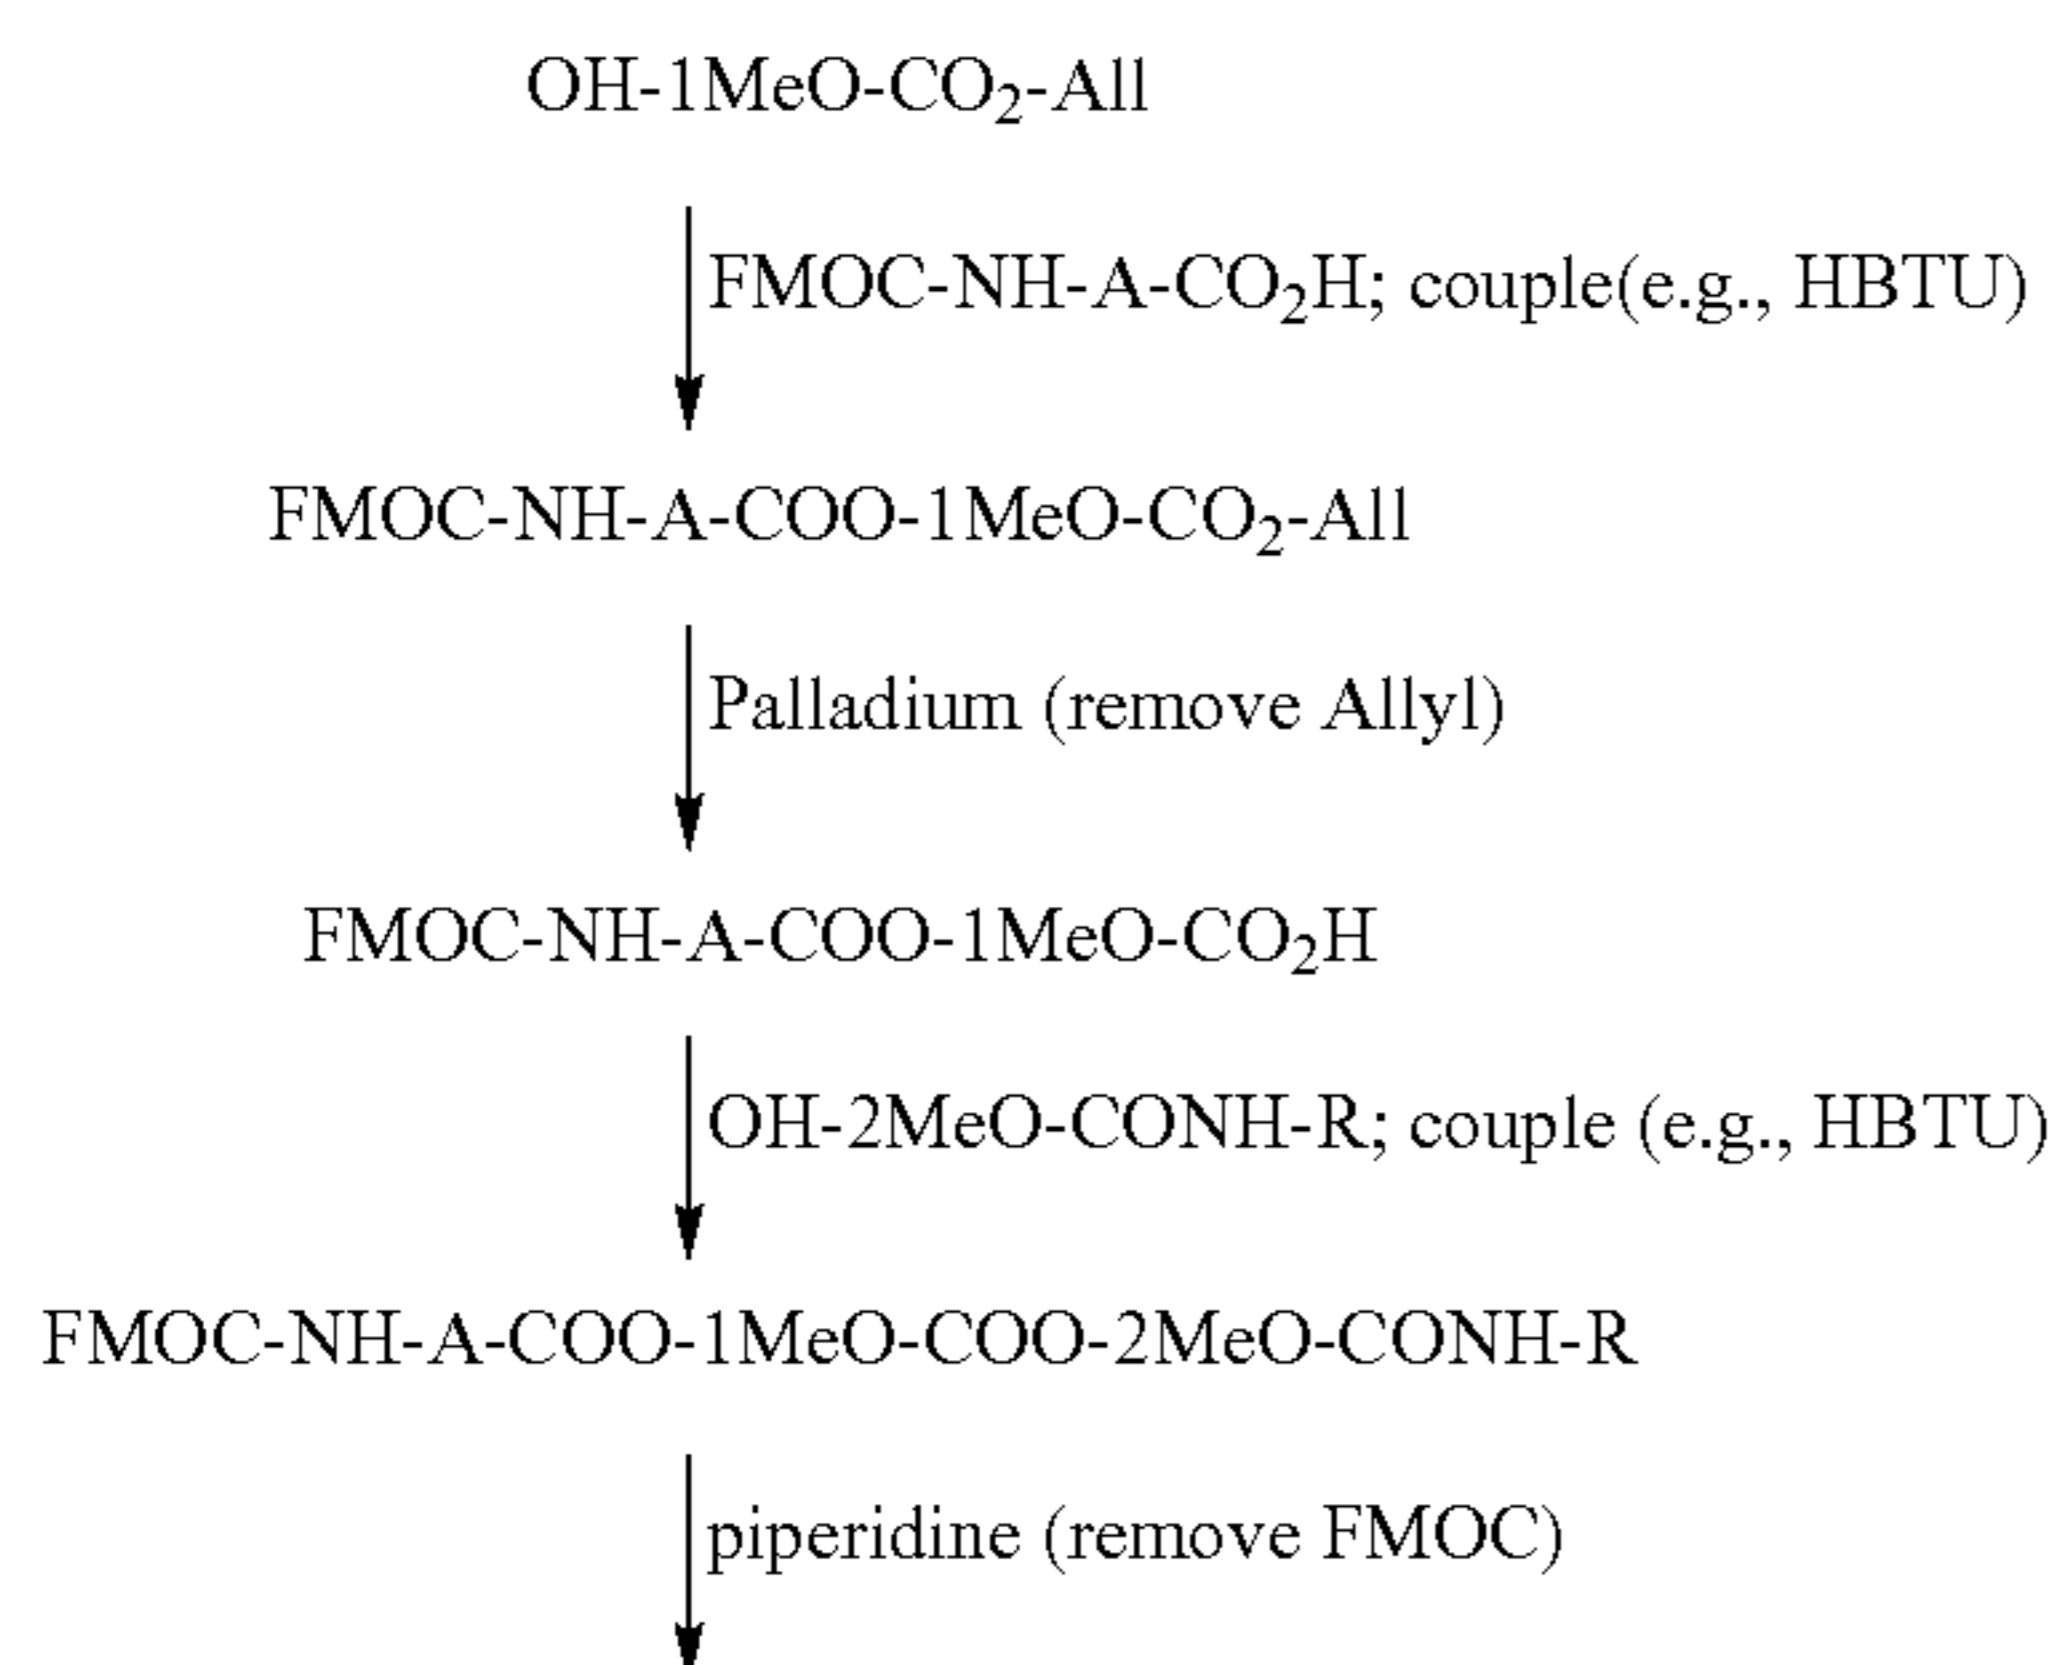 OH-1MeO-CO₂-All
FMOC-NH-A-CO₂H; couple(e.g., HBTU)
FMOC-NH-A-COO-1MeO-CO₂-All
Palladium (remove Allyl)
FMOC-NH-A-COO-1MeO-CO₂H
OH-2MeO-CONH-R; couple (e.g., HBTU)
FMOC-NH-A-COO-1MeO-COO-2MeO-CONH-R
piperidine (remove FMOC)